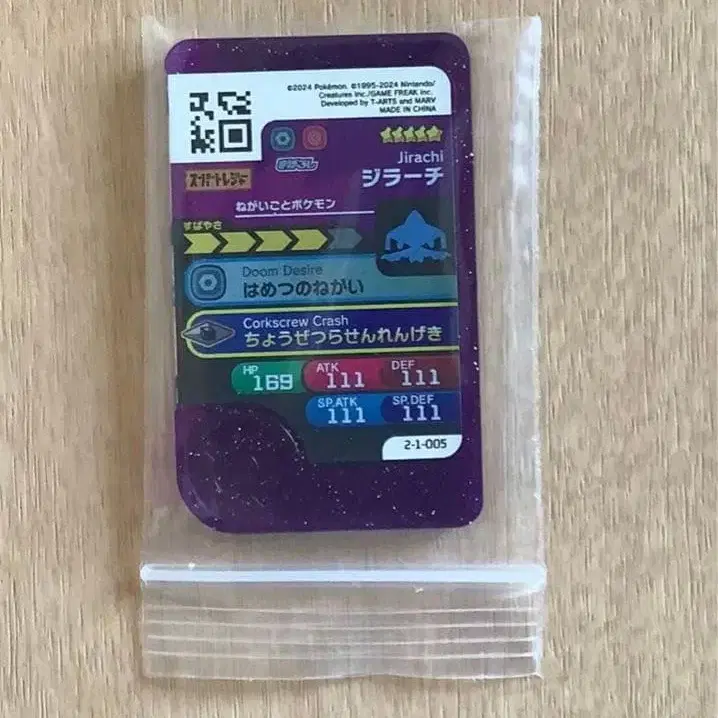 ©2024 Pokémon. ©1995-2024 Nintendo/
Creatures Inc./GAME FREAK inc.
Developed by T-ARTS and MARV
MADE IN CHINA
Jirachi
スーパートレジャー
ジラーチ
ねがいごとポケモン
すばやさ
Doom Desire
はめつのねがい
Corkscrew Crash
ちょうぜつらせんれんげき
HP 169
ATK 111
DEF 111
SP.ATK 111
SP.DEF 111
2-1-005